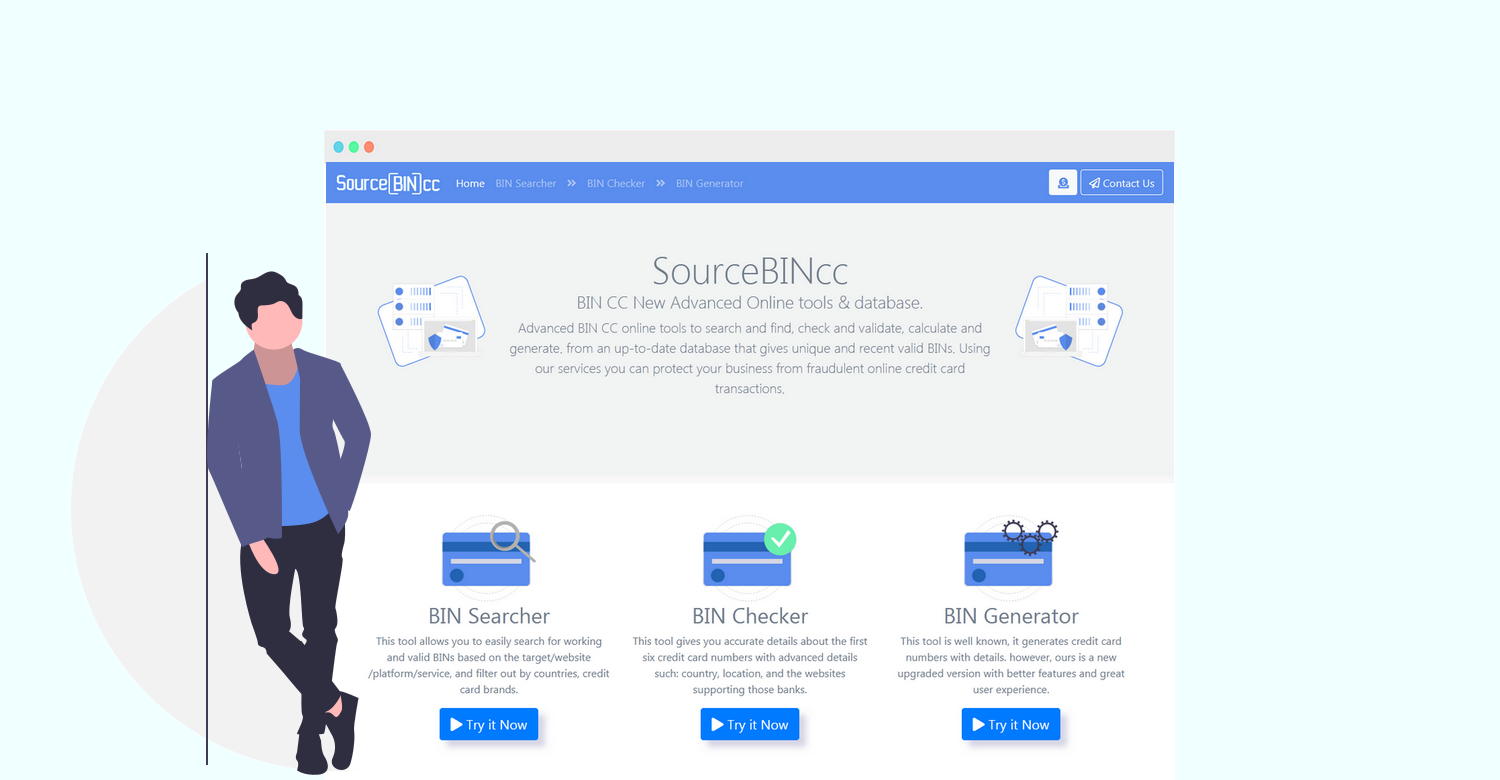 Source[BIN]cc Home BIN Searcher BIN Checker BIN Generator Contact Us
SourceBINcc
BIN CC New Advanced Online tools & database.
Advanced BIN CC online tools to search and find, check and validate, calculate and
generate, from an up-to-date database that gives unique and recent valid BINs. Using
our services you can protect your business from fraudulent online credit card
transactions.
BIN Searcher
This tool allows you to easily search for working
and valid BINs based on the target/website
/platform/service, and filter out by countries, credit
card brands.
Try it Now
BIN Checker
This tool gives you accurate details about the first
six credit card numbers with advanced details
such: country, location, and the websites
supporting those banks.
Try it Now
BIN Generator
This tool is well known, it generates credit card
numbers with details. however, ours is a new
upgraded version with better features and great
user experience.
Try it Now